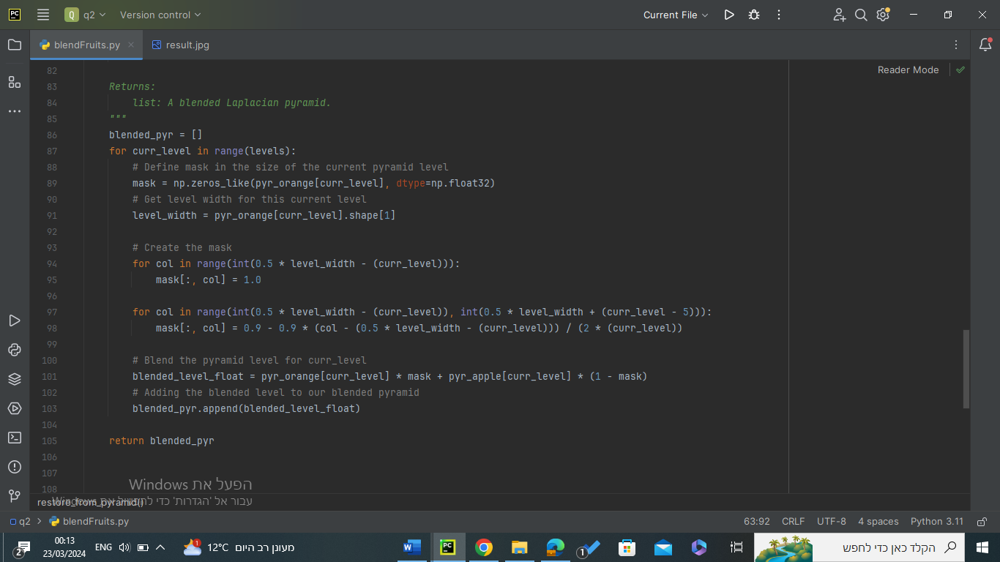 PC
Q q2
Version control
Current File
blendFruits.py
result.jpg
Reader Mode
82
83 Returns:
84 list: A blended Laplacian pyramid.
85 """
86 blended_pyr = []
87 for curr_level in range(levels):
88 # Define mask in the size of the current pyramid level
89 mask = np.zeros_like(pyr_orange[curr_level], dtype=np.float32)
90 # Get level width for this current level
91 level_width = pyr_orange[curr_level].shape[1]
92
93 # Create the mask
94 for col in range(int(0.5 * level_width - (curr_level))):
95 mask[:, col] = 1.0
96
97 for col in range(int(0.5 * level_width - (curr_level)), int(0.5 * level_width + (curr_level - 5))):
98 mask[:, col] = 0.9 - 0.9 * (col - (0.5 * level_width - (curr_level))) / (2 * (curr_level))
99
100 # Blend the pyramid level for curr_level
101 blended_level_float = pyr_orange[curr_level] * mask + pyr_apple[curr_level] * (1 - mask)
102 # Adding the blended level to our blended pyramid
103 blended_pyr.append(blended_level_float)
104
105 return blended_pyr
106
107
108
הפעל את Windows
restore_from_pyramid()
עבור אל 'הגדרות' כדי להפעיל את Windows
q2 > blendFruits.py
63:92 CRLF UTF-8 4 spaces Python 3.11
2
00:13
23/03/2024
ENG
1
12°C מעונן רב היום
W
PC
1
הקלד כאן כדי לחפש